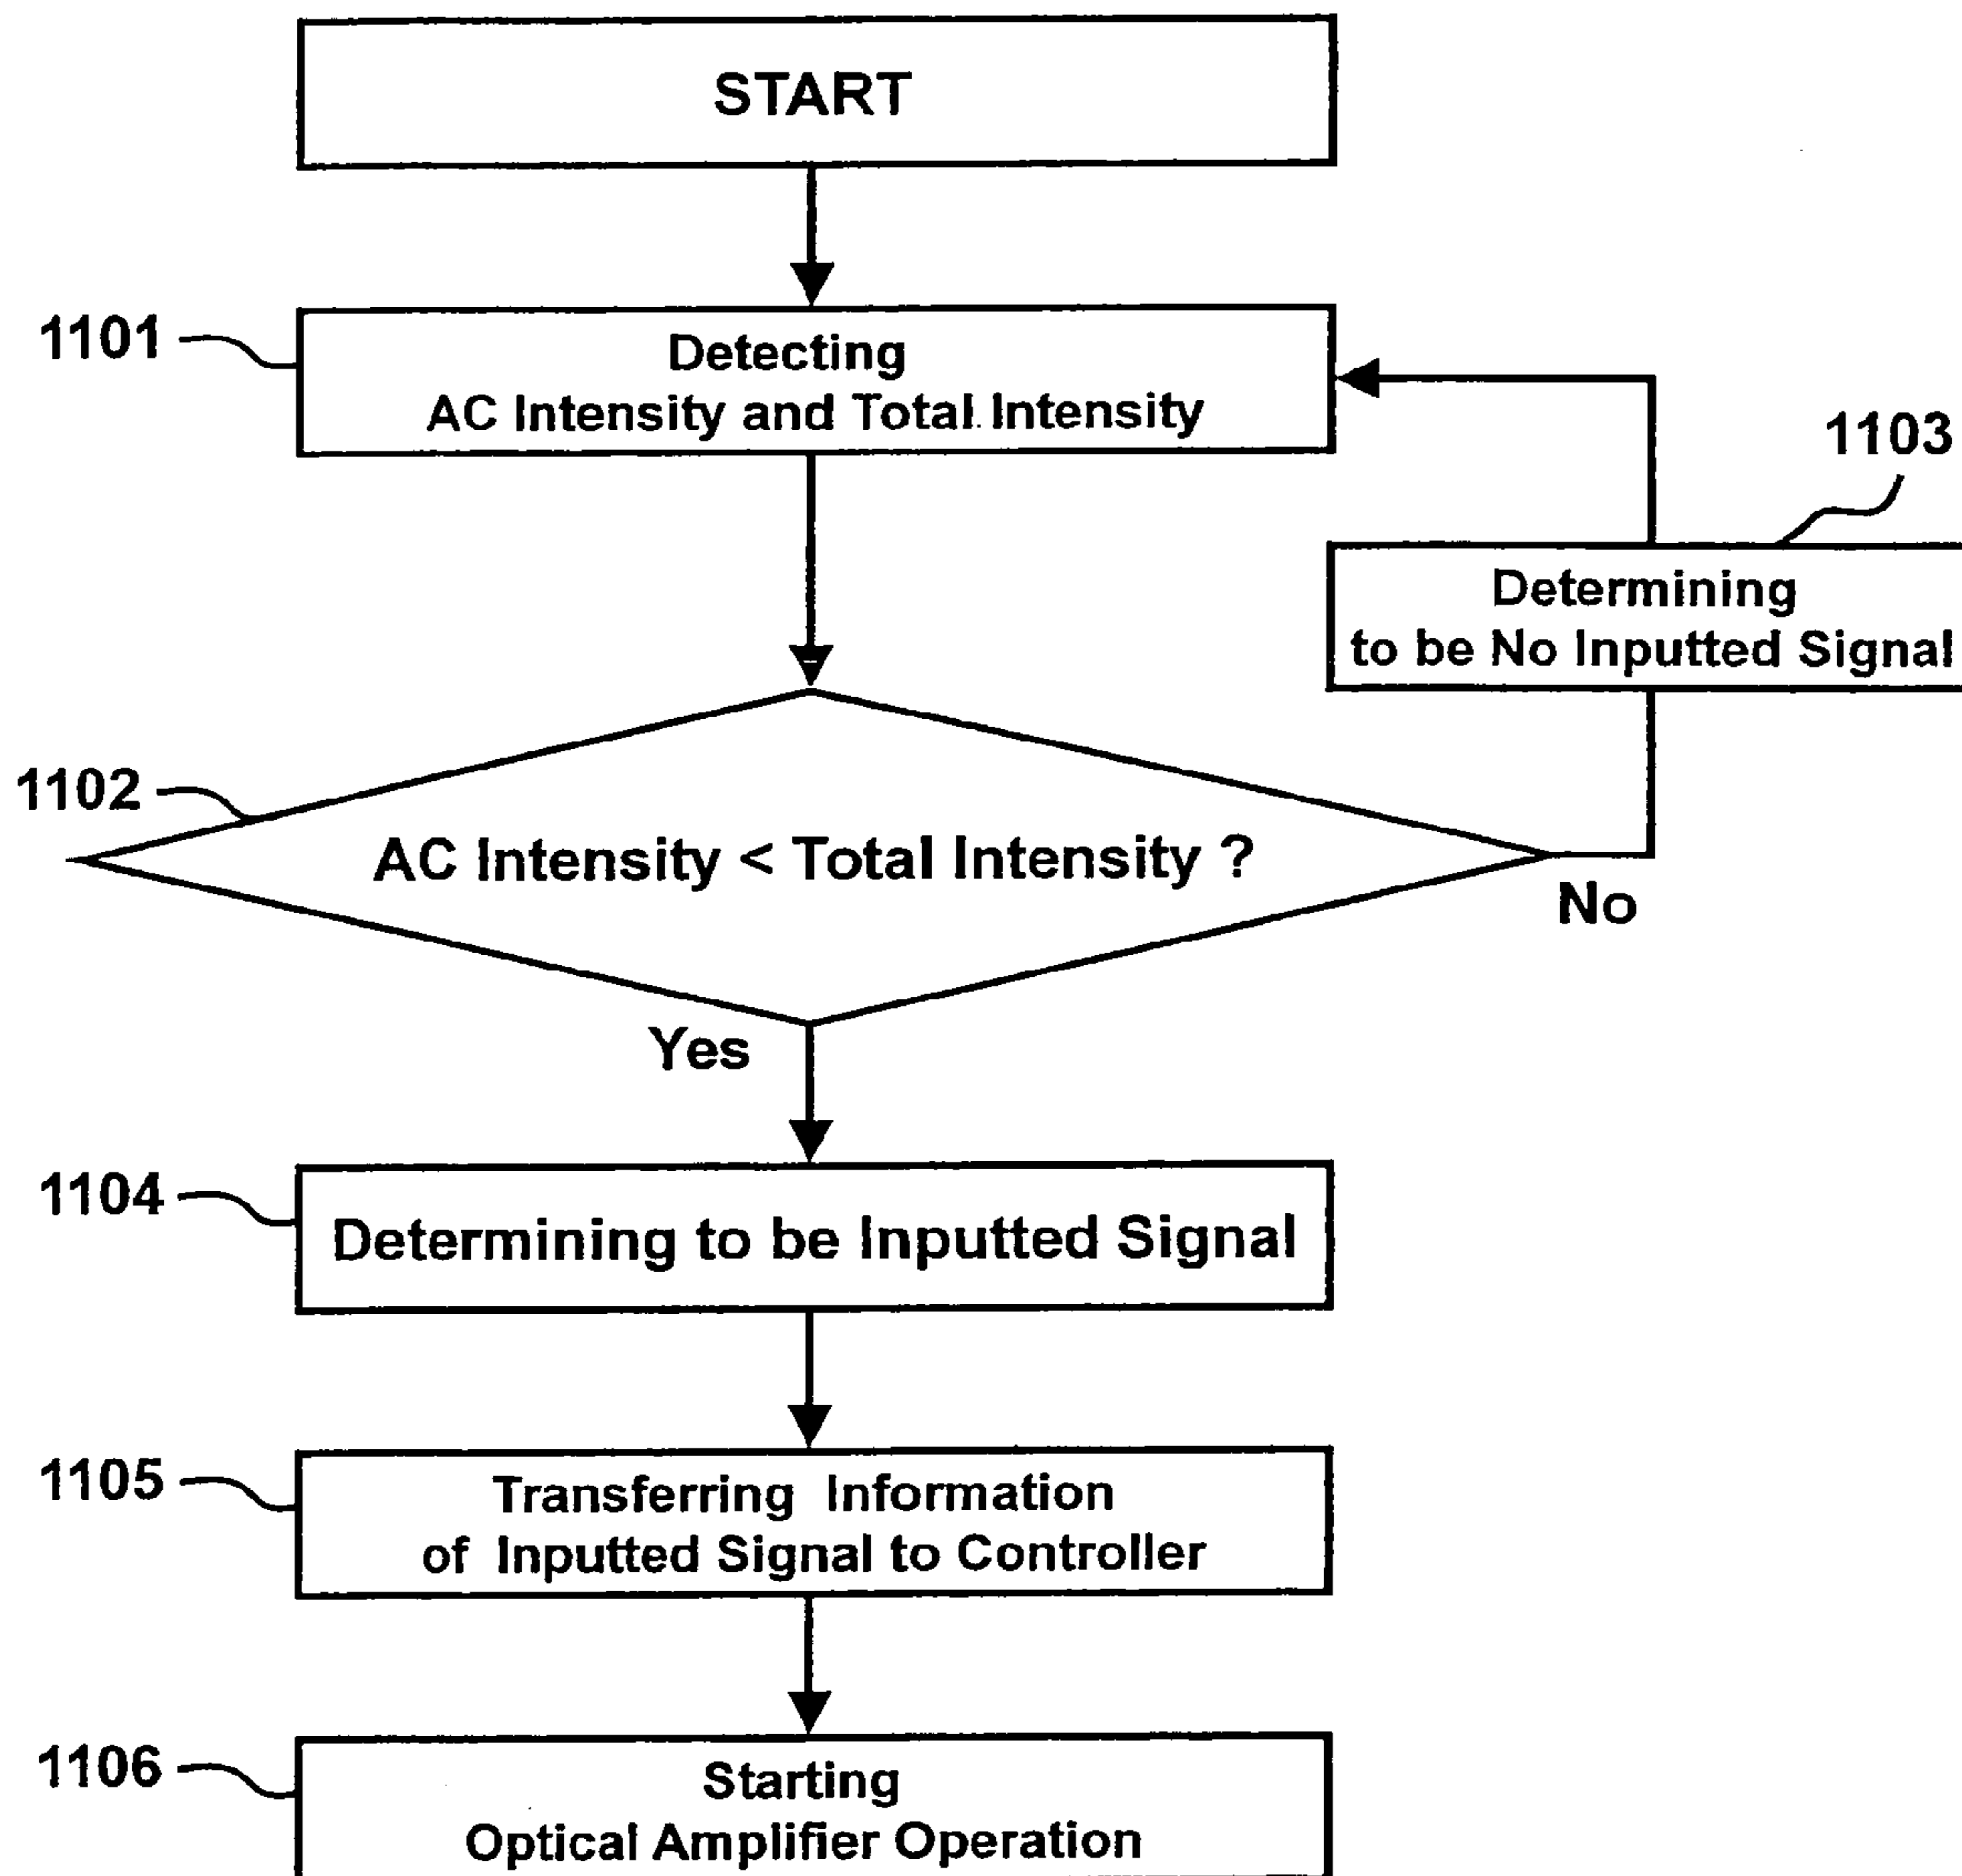 START
1101
Detecting
AC Intensity and Total Intensity
1103
Determining
to be No Inputted Signal
1102
AC Intensity < Total Intensity ?
No
Yes
1104
Determining to be Inputted Signal
1105
Transferring Information
of Inputted Signal to Controller
1106
Starting
Optical Amplifier Operation